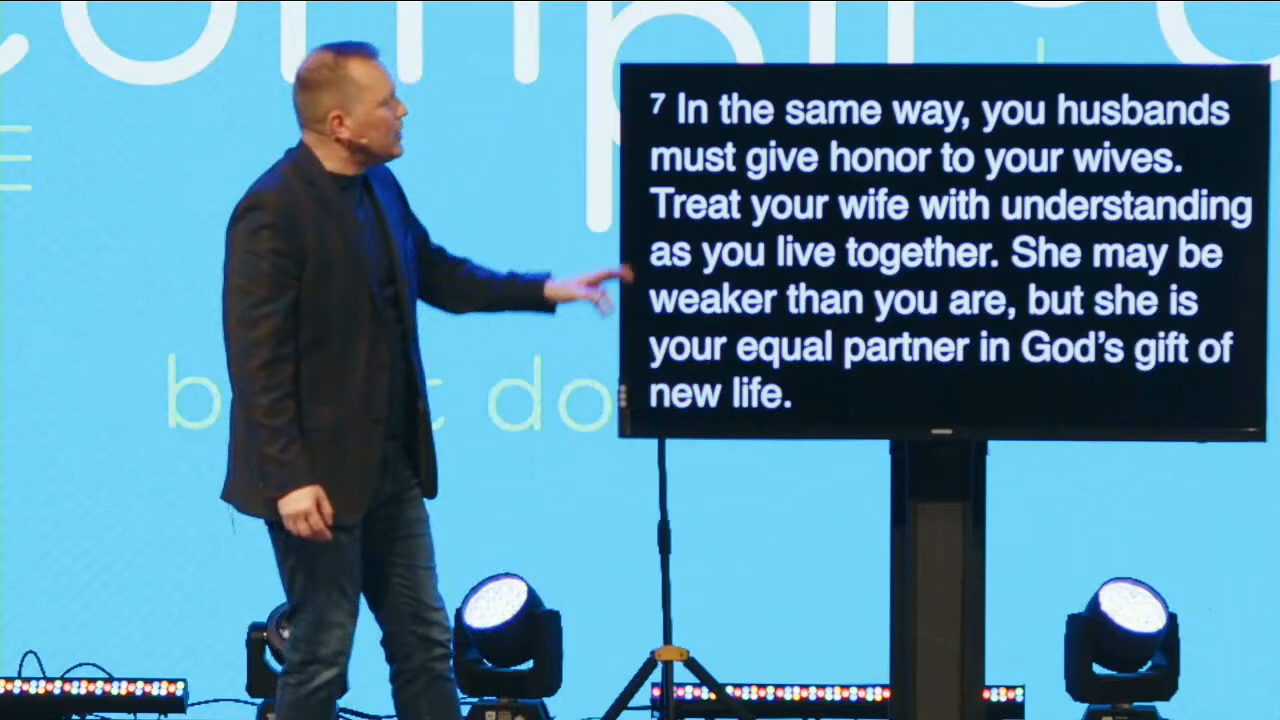 7 In the same way, you husbands
must give honor to your wives.
Treat your wife with understanding
as you live together. She may be
weaker than you are, but she is
your equal partner in God's gift of
new life.